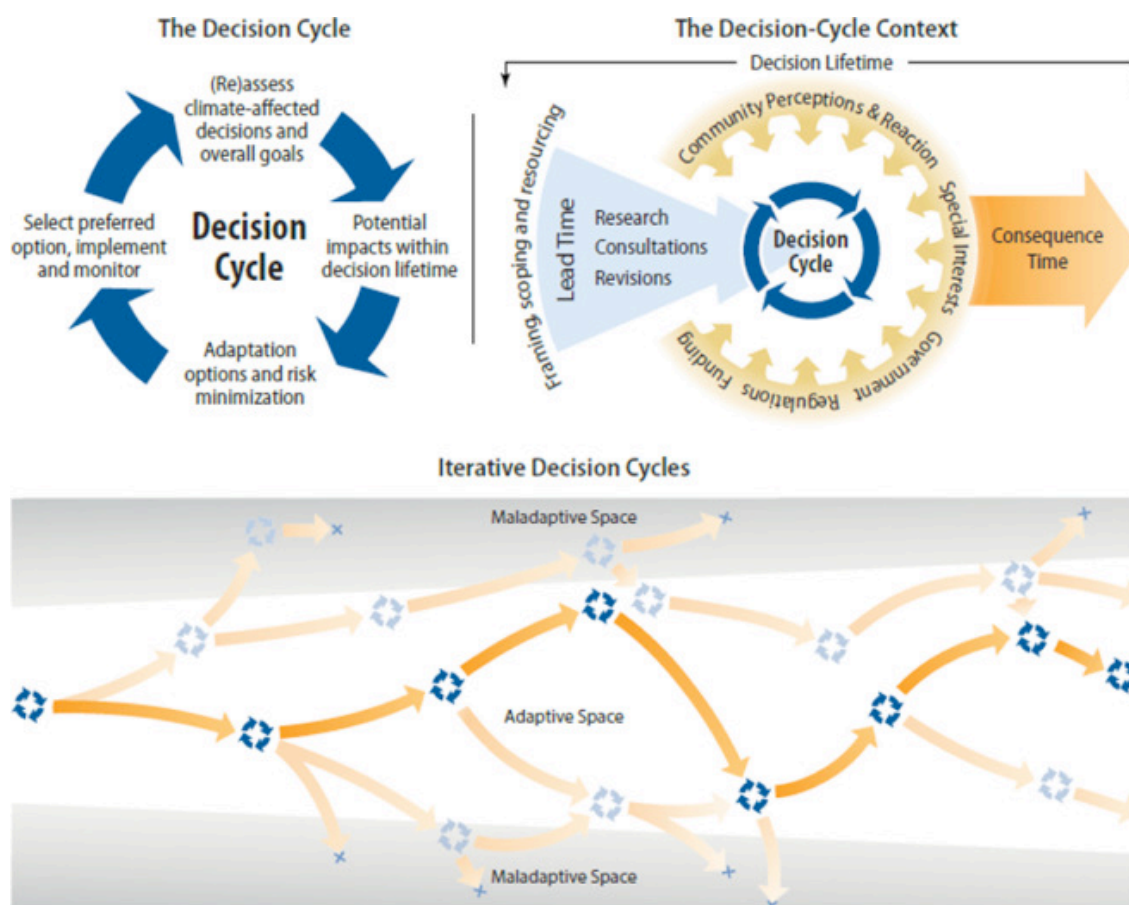 The Decision Cycle
(Re)assess
climate-affected
decisions and
overall goals
Select preferred
option, implement
and monitor
Decision
Cycle
Potential
impacts within
decision lifetime
Adaptation
options and risk
minimization
The Decision-Cycle Context
Decision Lifetime
Framing, scoping and resourcing
Lead Time
Research
Consultations
Revisions
Decision
Cycle
Community Perceptions & Reaction
Special Interests
Government
Regulations
Funding
Consequence
Time
Iterative Decision Cycles
Maladaptive Space
Adaptive Space
Maladaptive Space